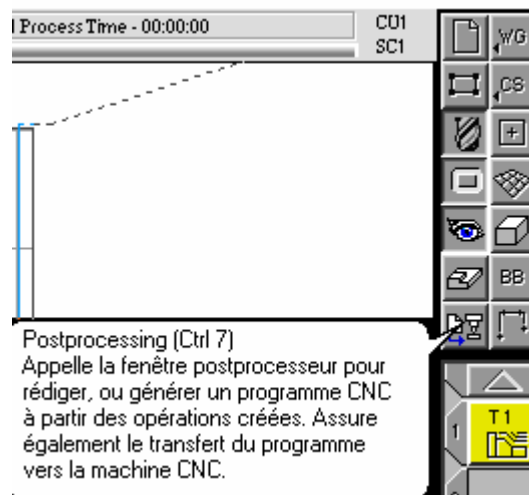 Process Time - 00:00:00
CU1
SC1
WG
CS
BB
Postprocessing (Ctrl 7)
Appelle la fenêtre postprocesseur pour
rédiger, ou générer un programme CNC
à partir des opérations créées. Assure
également le transfert du programme
vers la machine CNC.
1
T1